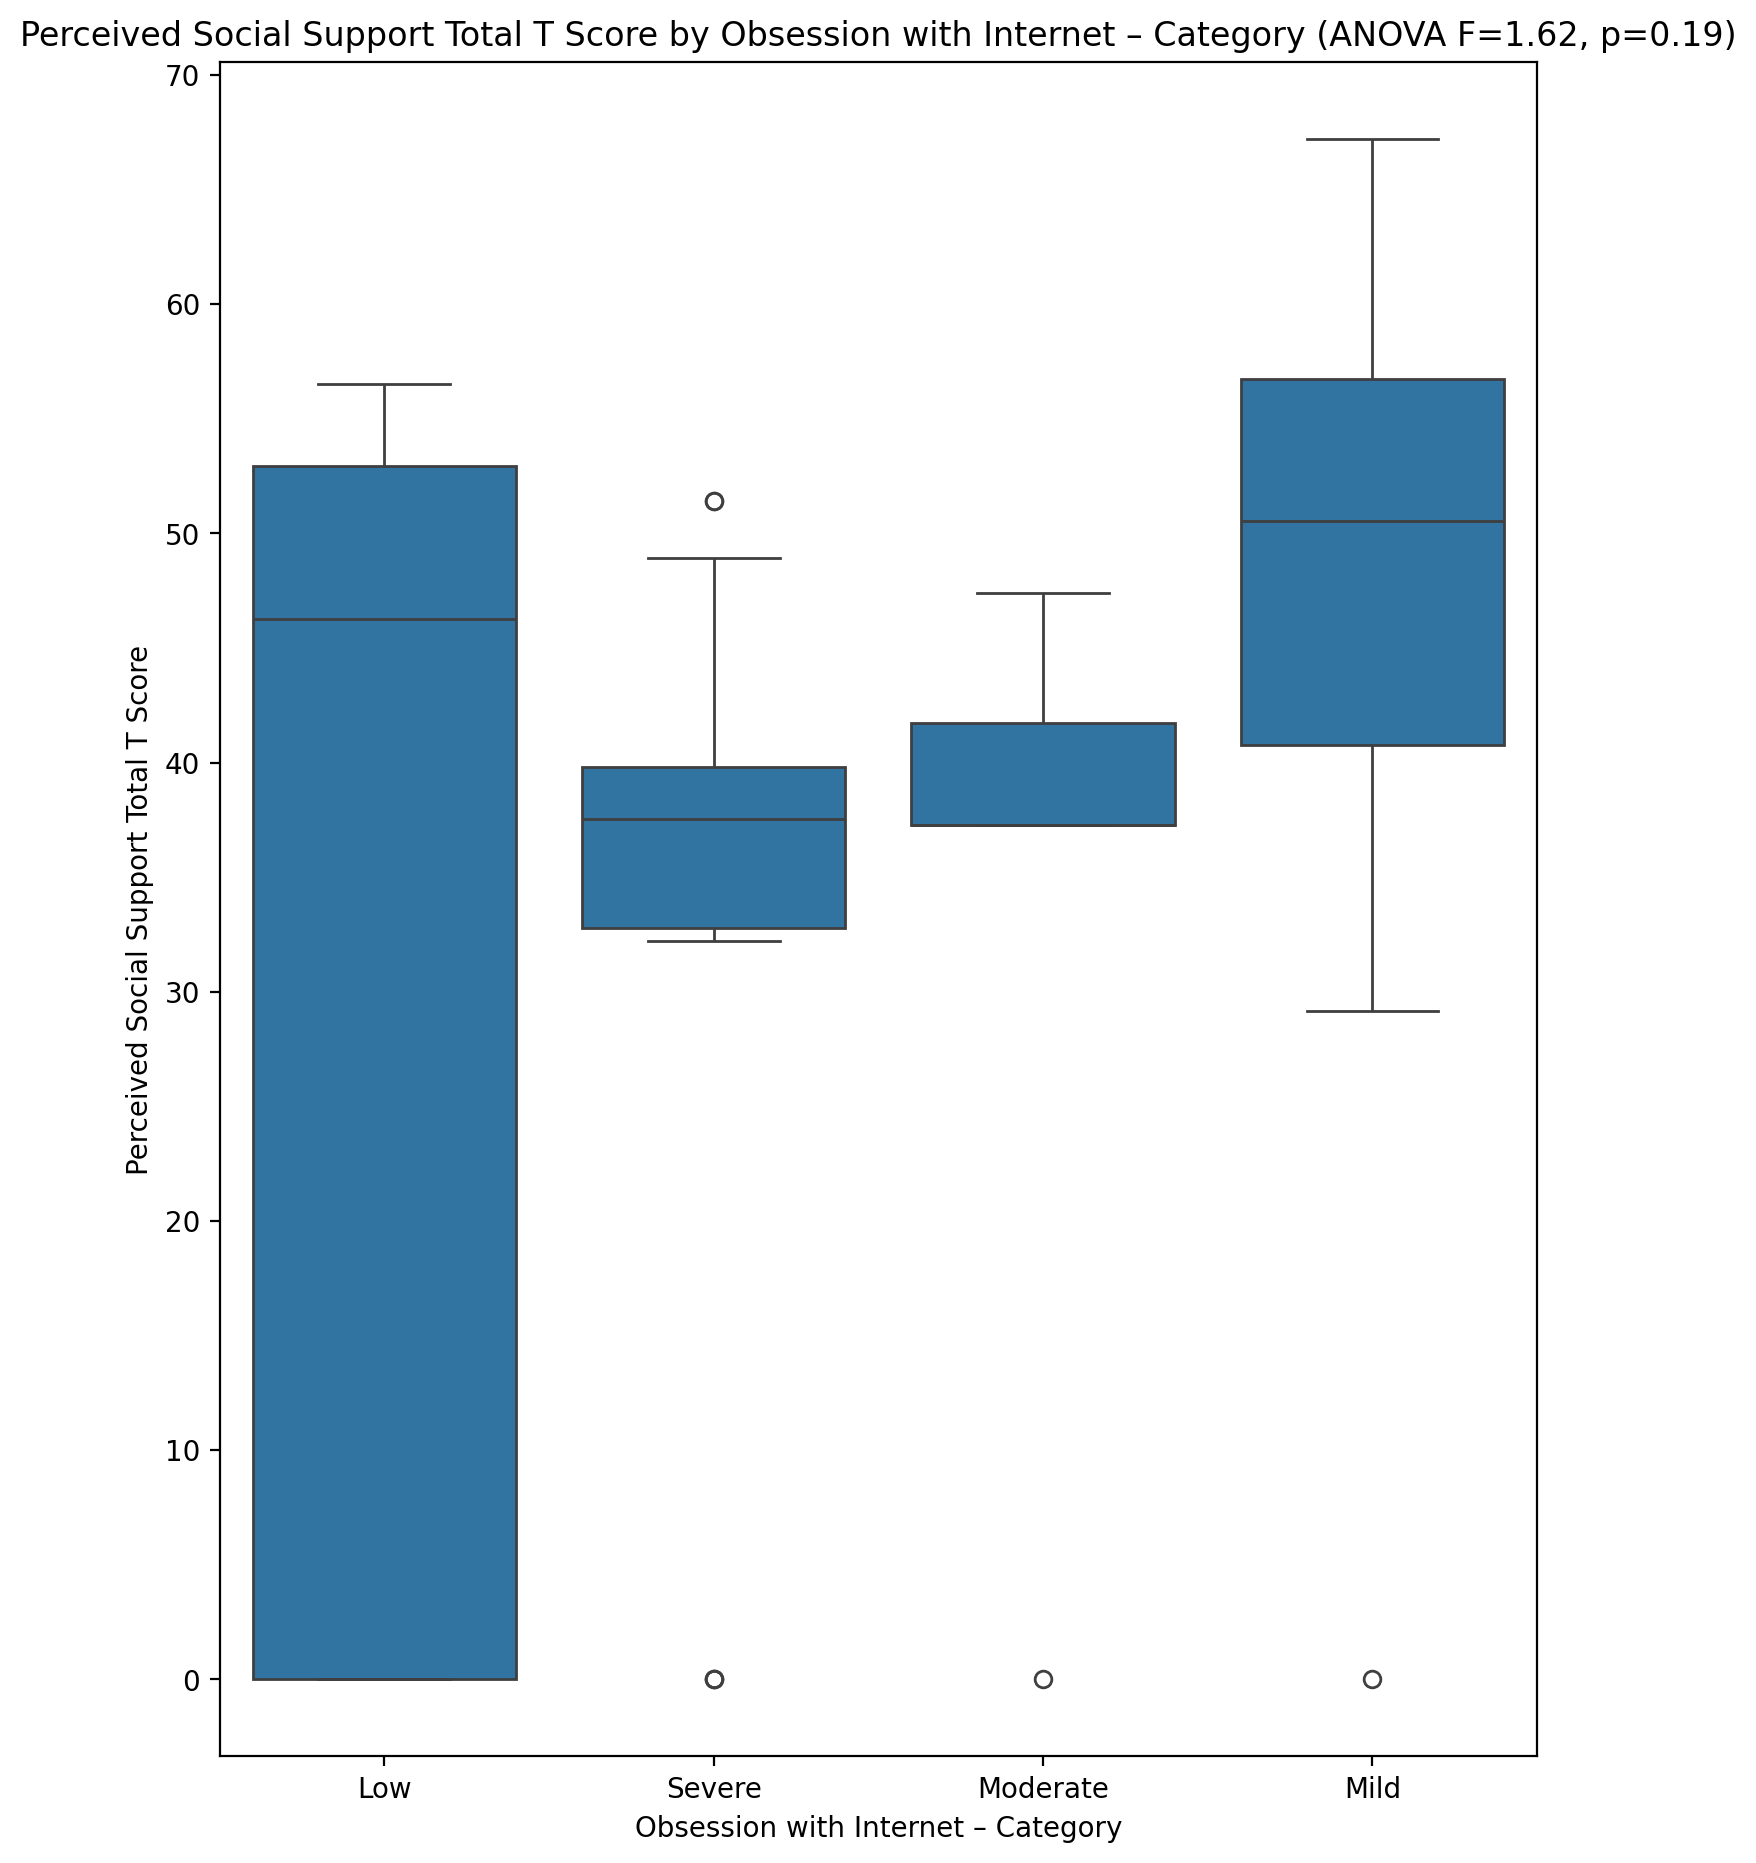 Perceived Social Support Total T Score by Obsession with Internet – Category (ANOVA F=1.62, p=0.19)
Perceived Social Support Total T Score
70
60
50
40
30
20
10
0
Low Severe Moderate Mild
Obsession with Internet – Category